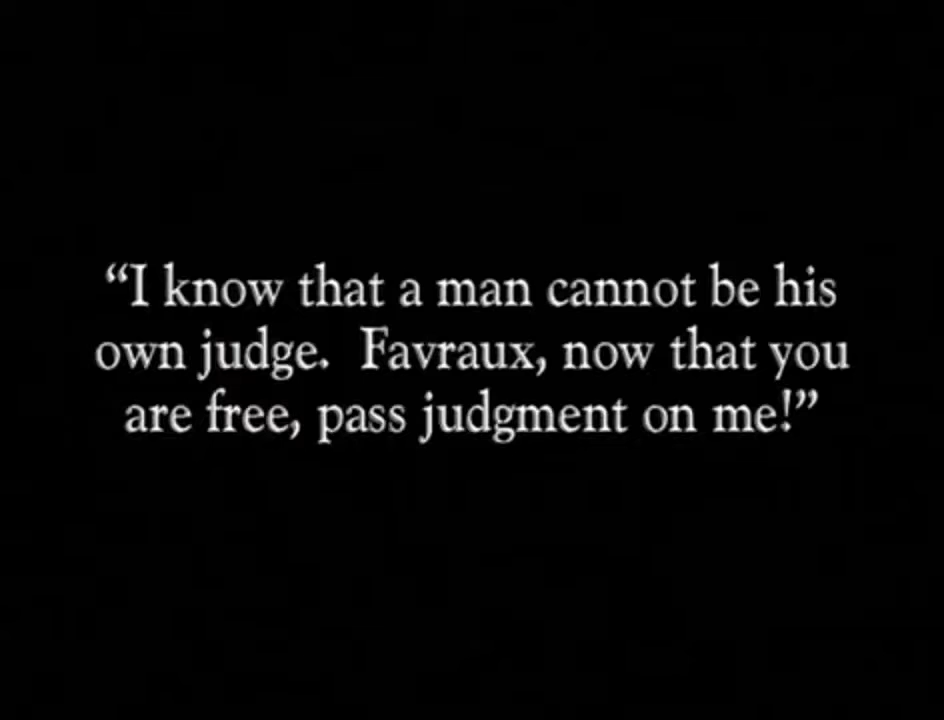 “I know that a man cannot be his
own judge.  Favraux, now that you
are free, pass judgment on me!”